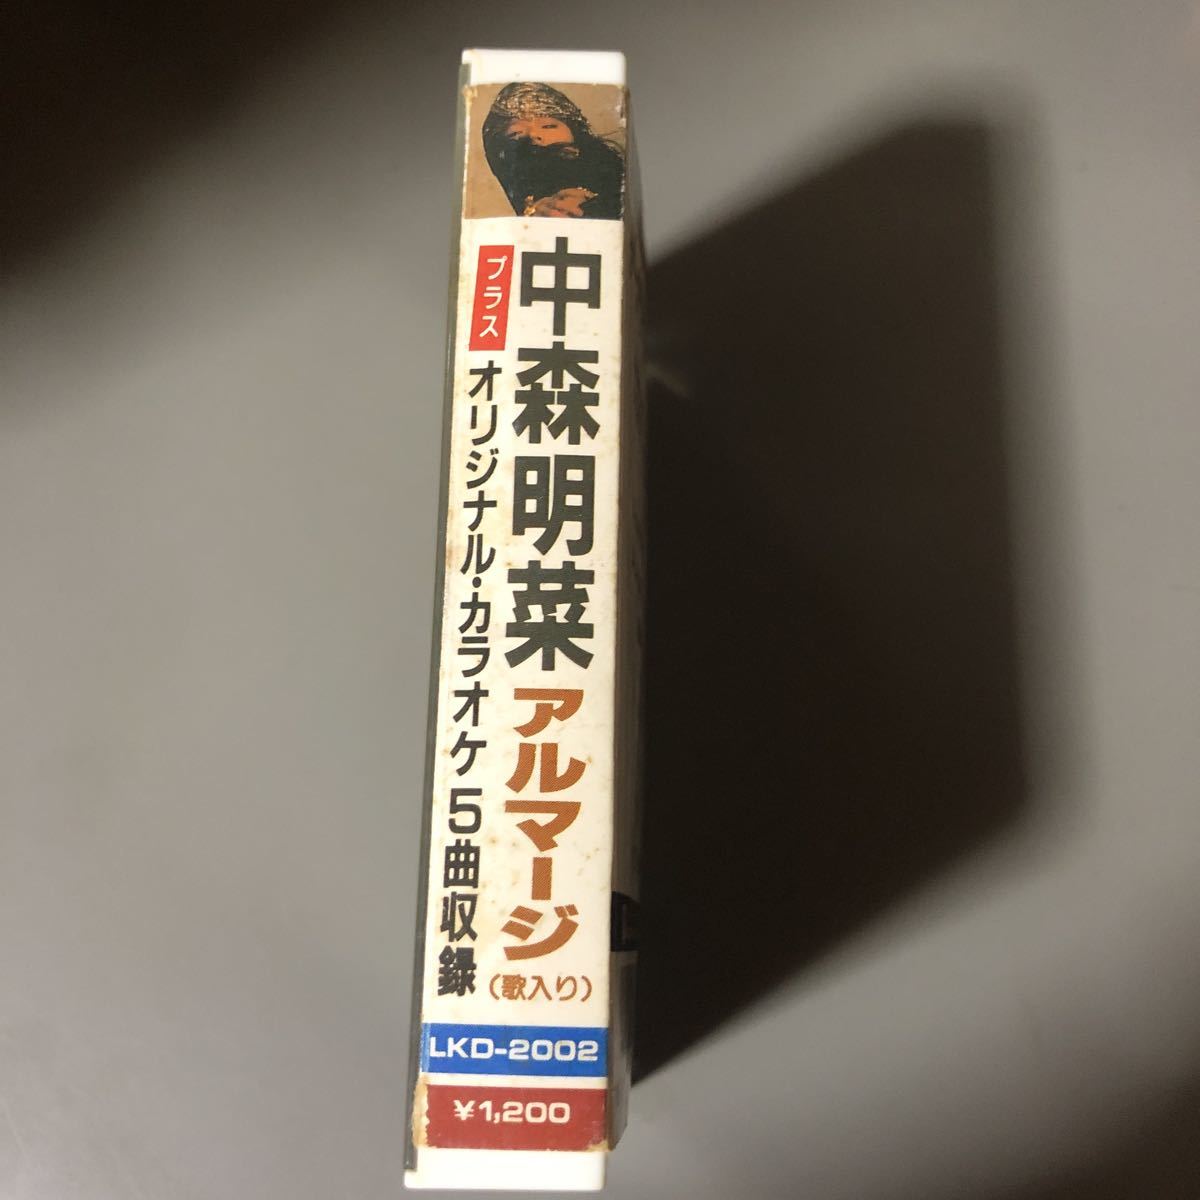 中森明菜 アルマージ(歌入り)
プラス オリジナル・カラオケ5曲収録
LKD-2002
¥1,200